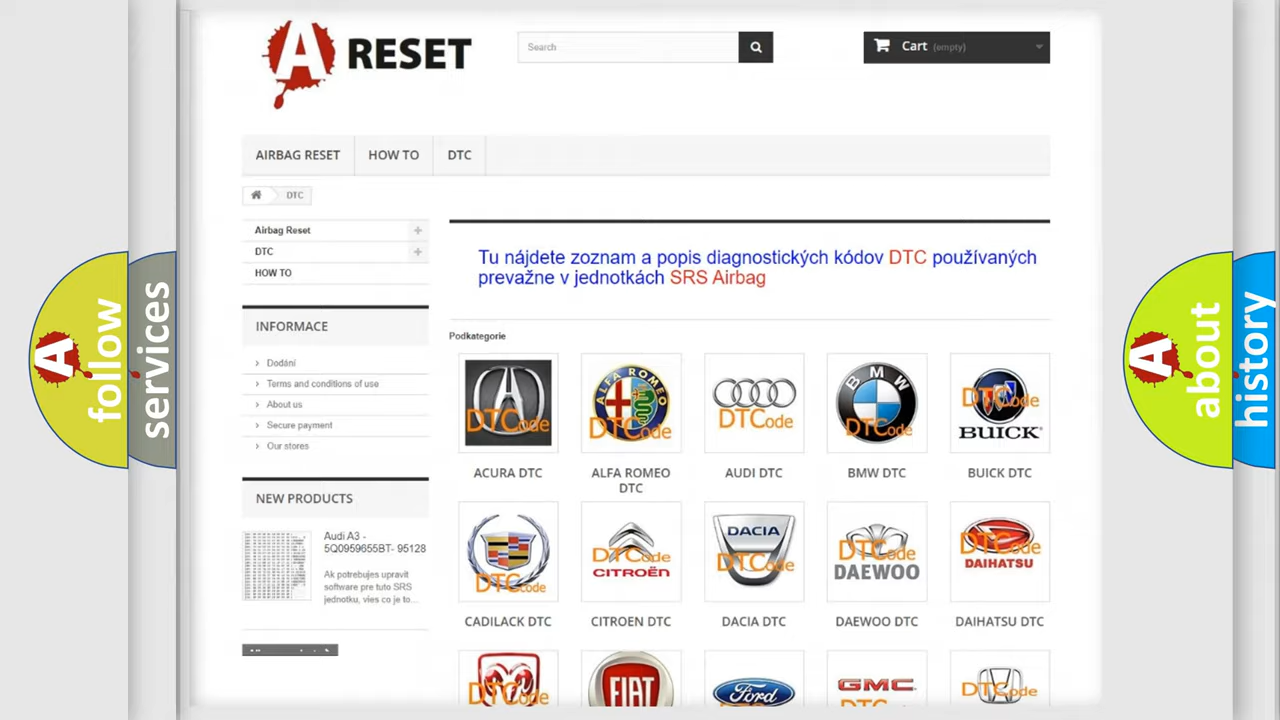 A RESET
Search
Cart (empty)
AIRBAG RESET
HOW TO
DTC
DTC
Airbag Reset
DTC
HOW TO
INFORMACE
Dodání
Terms and conditions of use
About us
Secure payment
Our stores
NEW PRODUCTS
Audi A3 -
5Q0959655BT- 95128
Ak potrebujes upravit
software pre tuto SRS
jednotku, vies co je to...
Tu nájdete zoznam a popis diagnostických kódov DTC používaných
prevažne v jednotkách SRS Airbag
Podkategorie
DTCode
ALFA ROMEO
DTCode
DTCode
BMW
DTCode
DTCode
BUICK
ACURA DTC
ALFA ROMEO
DTC
AUDI DTC
BMW DTC
BUICK DTC
DTCode
DTCode
CITROËN
DACIA
DTCode
DTCode
DAEWOO
DTCode
DAIHATSU
CADILACK DTC
CITROEN DTC
DACIA DTC
DAEWOO DTC
DAIHATSU DTC
DTCode
FIAT
Ford
GMC
DTCode
A
follow
services
A
about
history